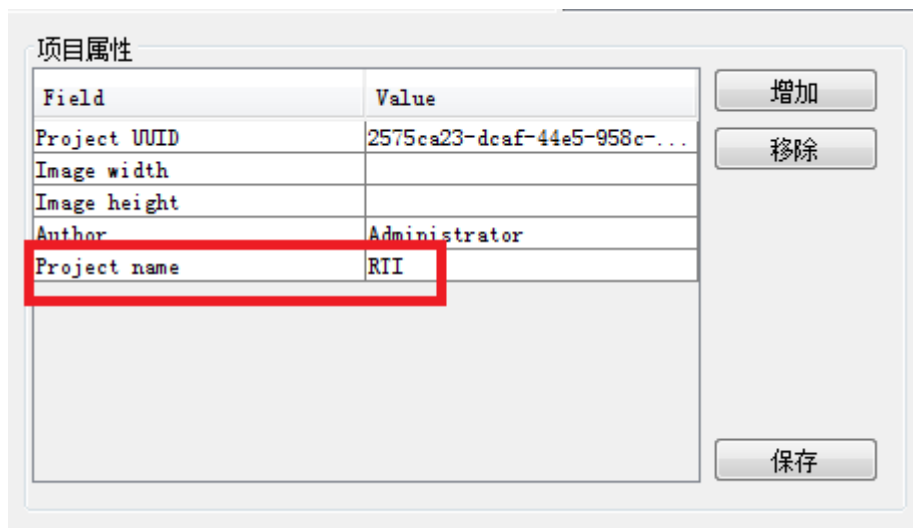 项目属性
Field Value 增加
Project UUID 2575ca23-dcaf-44e5-958c-... 移除
Image width
Image height
Author Administrator
Project name RTI
保存